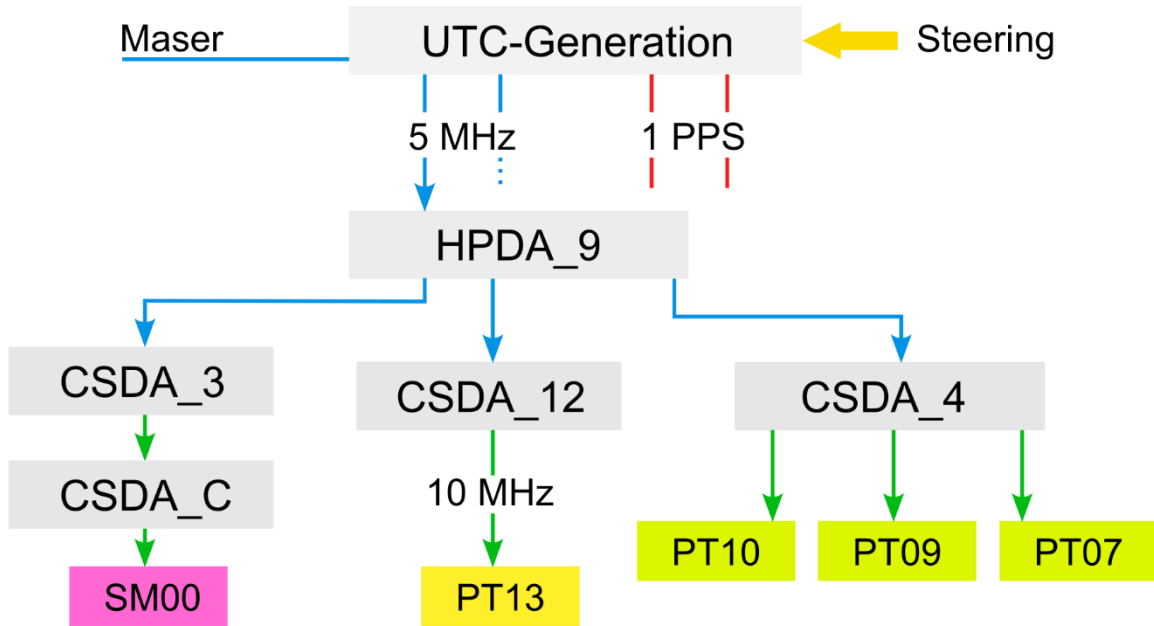 Maser
UTC-Generation
Steering
5 MHz
1 PPS
HPDA_9
CSDA_3
CSDA_12
CSDA_4
CSDA_C
10 MHz
PT10
PT09
PT07
SM00
PT13